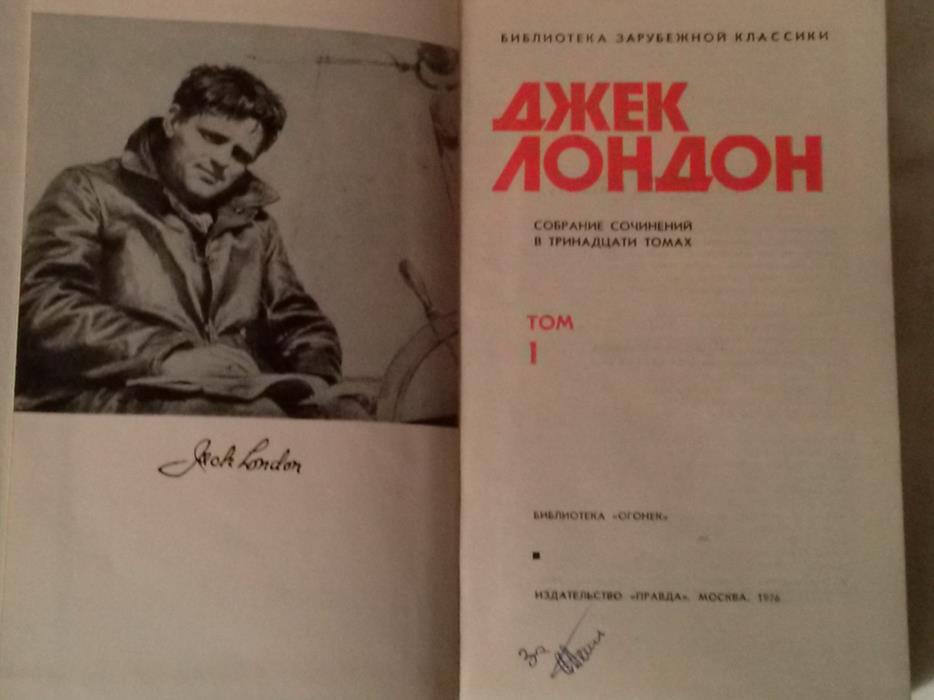 Jack London
БИБЛИОТЕКА ЗАРУБЕЖНОЙ КЛАССИКИ
ДЖЕК
ЛОНДОН
СОБРАНИЕ СОЧИНЕНИЙ
В ТРИНАДЦАТИ ТОМАХ
ТОМ
1
БИБЛИОТЕКА «ОГОНЕК»
ИЗДАТЕЛЬСТВО «ПРАВДА». МОСКВА. 1976
За